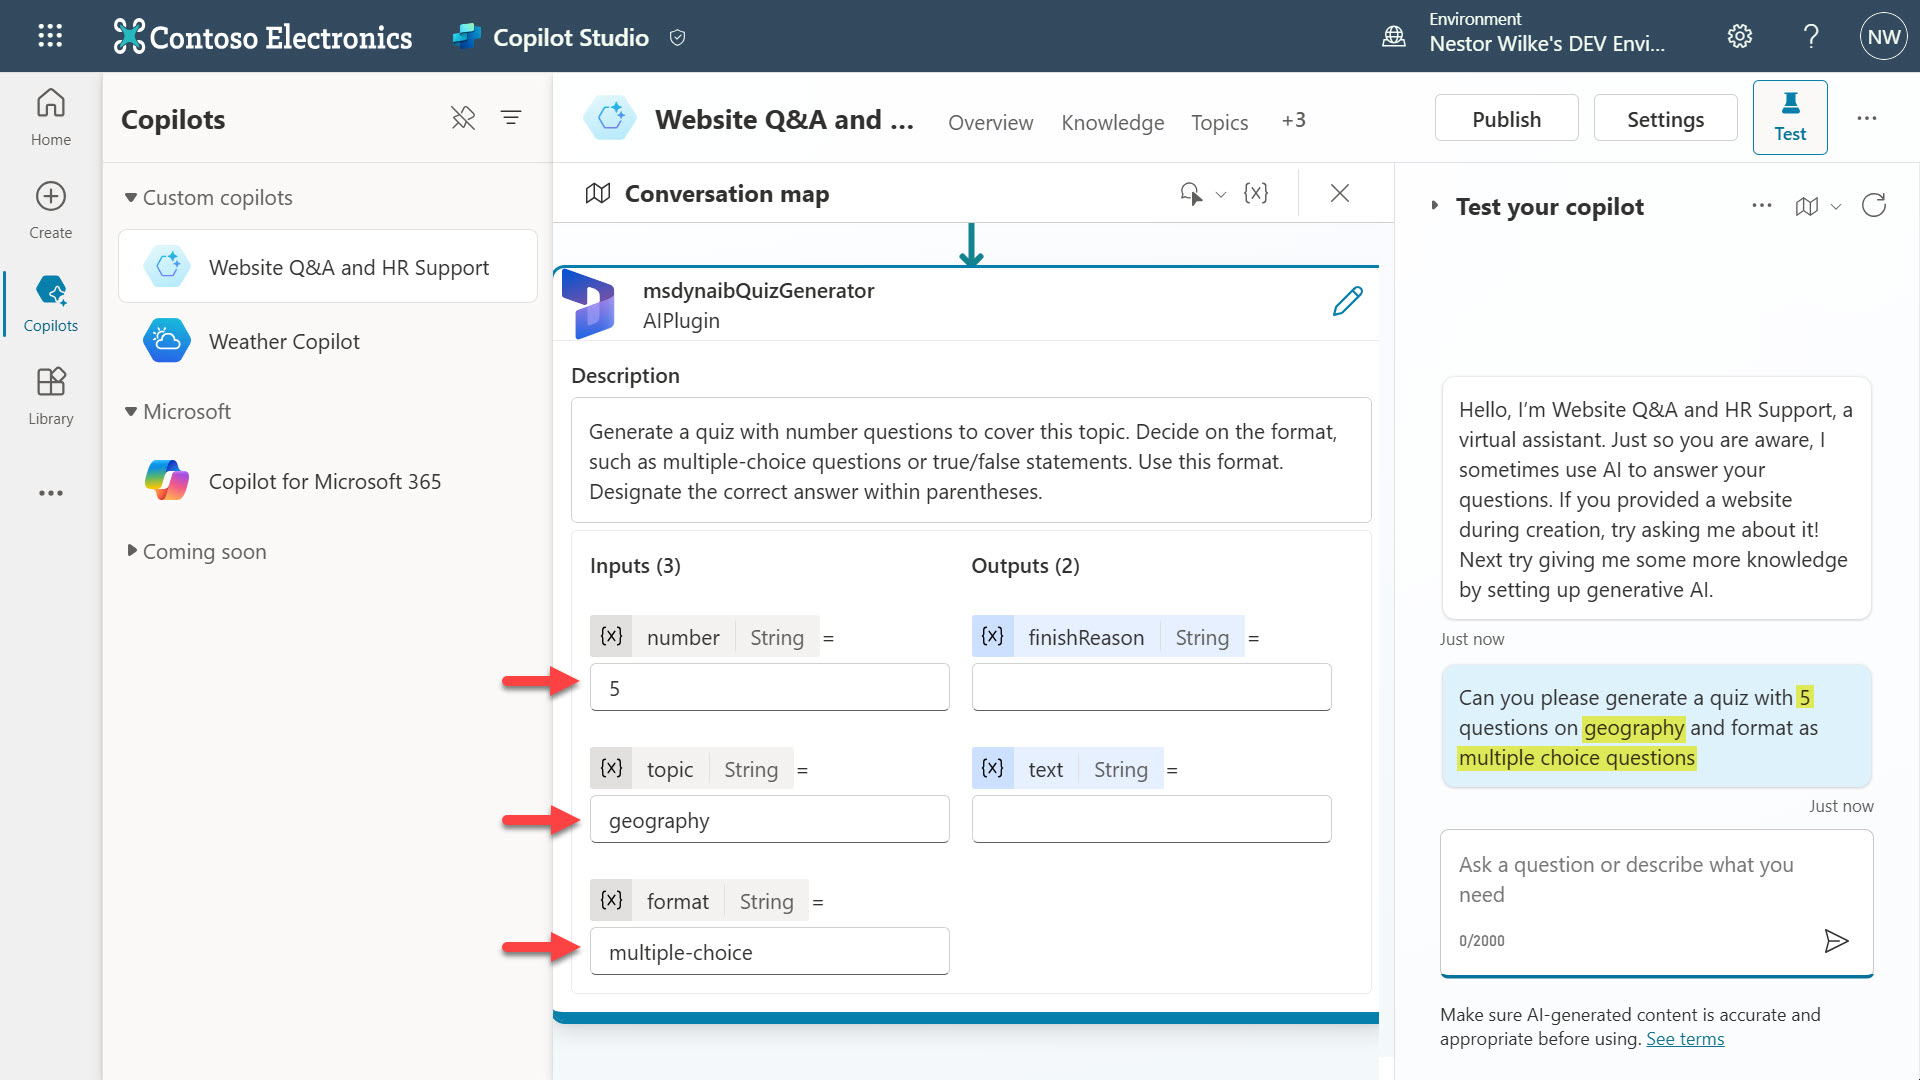 Contoso Electronics
Copilot Studio
Environment
Nestor Wilke's DEV Envi...
NW
Home
Create
Copilots
Library
Copilots
Custom copilots
Website Q&A and HR Support
Weather Copilot
Microsoft
Copilot for Microsoft 365
Coming soon
Website Q&A and ...
Overview
Knowledge
Topics
+3
Publish
Settings
Test
Conversation map
{x}
msdynaibQuizGenerator
AIPlugin
Description
Generate a quiz with number questions to cover this topic. Decide on the format,
such as multiple-choice questions or true/false statements. Use this format.
Designate the correct answer within parentheses.
Inputs (3)
{x} number String =
5
{x} topic String =
geography
{x} format String =
multiple-choice
Outputs (2)
{x} finishReason String =
{x} text String =
Test your copilot
Hello, I'm Website Q&A and HR Support, a
virtual assistant. Just so you are aware, I
sometimes use AI to answer your
questions. If you provided a website
during creation, try asking me about it!
Next try giving me some more knowledge
by setting up generative AI.
Just now
Can you please generate a quiz with 5
questions on geography and format as
multiple choice questions
Just now
Ask a question or describe what you
need
0/2000
Make sure AI-generated content is accurate and
appropriate before using. See terms